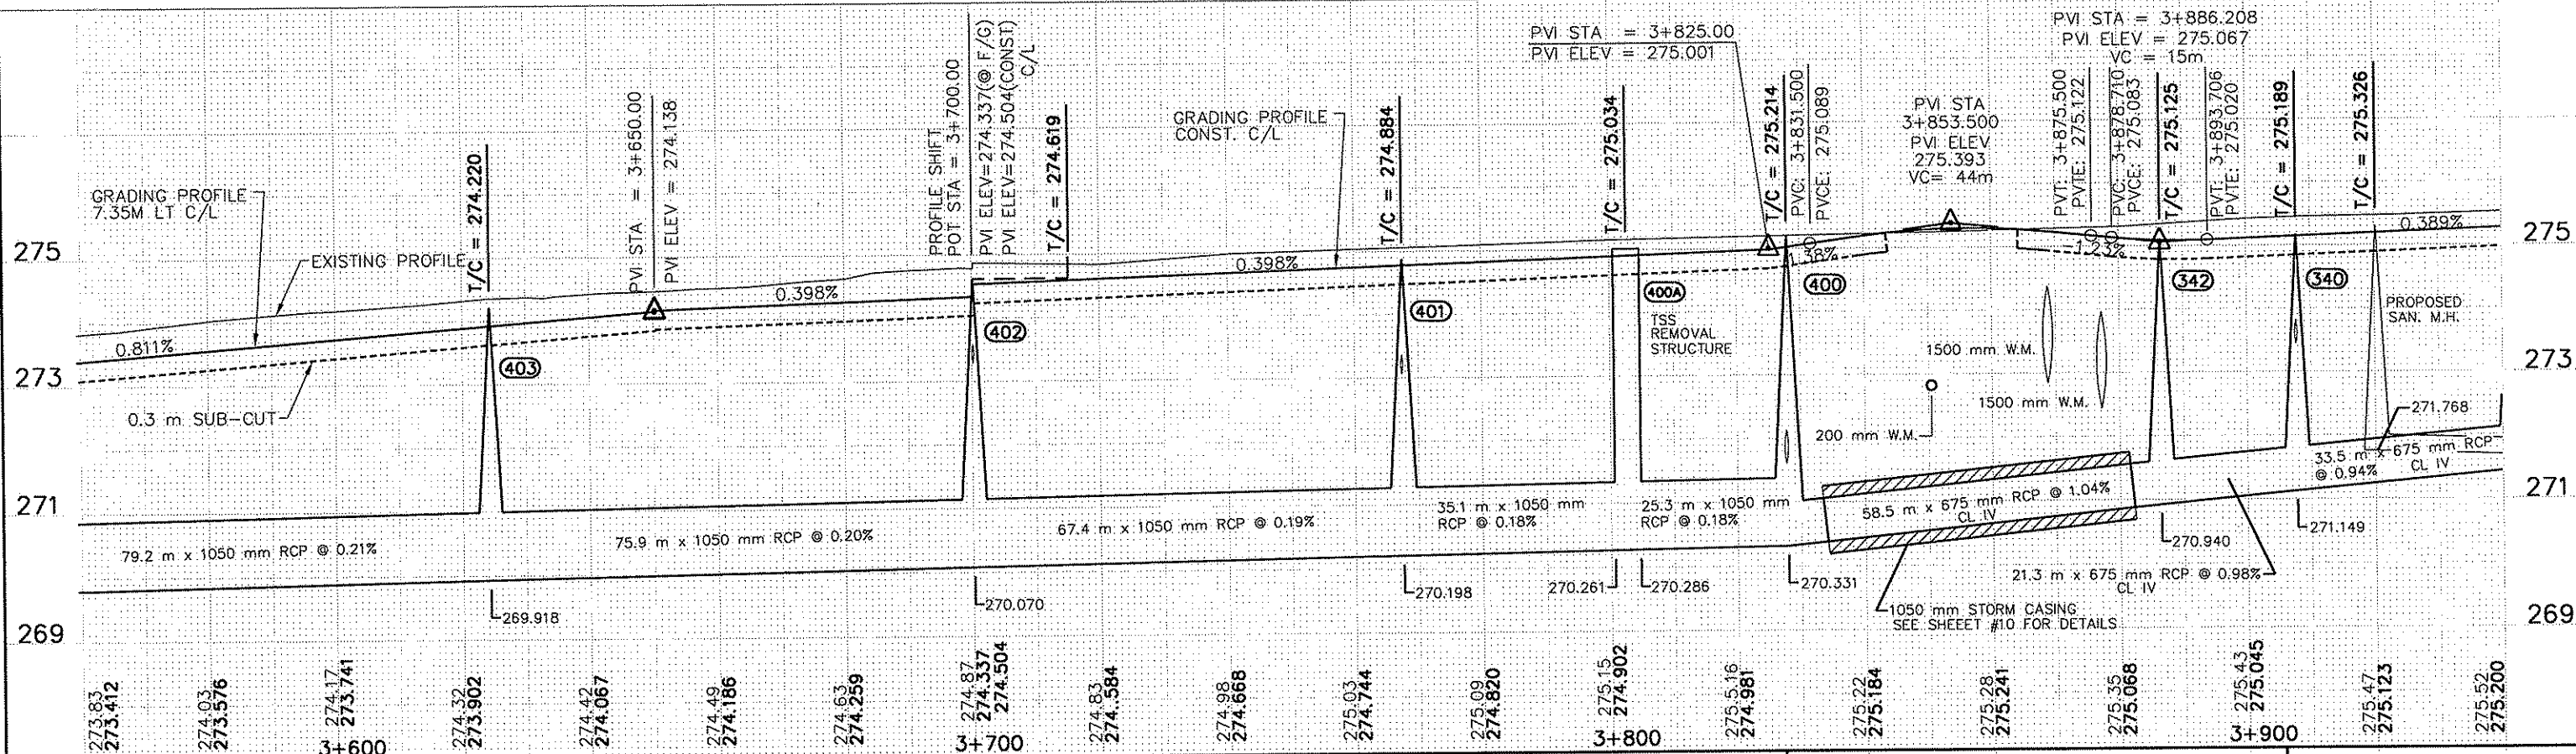 PVI STA = 3+886.208
PVI ELEV = 275.067
VC = 15m
PVI STA = 3+825.00
PVI ELEV = 275.001
GRADING PROFILE
7.35M LT C/L
EXISTING PROFILE
T/C = 274.220
PVI STA = 3+650.00
PVI ELEV = 274.138
PROFILE SHIFT
POT STA = 3+700.00
PVI ELEV=274.337(@ F/G)
PVI ELEV=274.504(CONST)
C/L
T/C = 274.619
GRADING PROFILE
CONST. C/L
T/C = 274.884
T/C = 275.034
T/C = 275.214
PVC: 3+831.500
PVCE: 275.089
PVI STA
3+853.500
PVI ELEV
275.393
VC= 44m
PVT: 3+875.500
PVTE: 275.122
PVC: 3+878.710
PVCE: 275.083
T/C = 275.125
PVT: 3+893.706
PVTE: 275.020
T/C = 275.189
T/C = 275.326
275
275
0.811%
0.398%
0.398%
1.38%
-1.23%
0.389%
273
273
0.3 m SUB-CUT
403
402
401
400A
TSS
REMOVAL
STRUCTURE
400
342
340
PROPOSED
SAN. M.H.
1500 mm W.M.
1500 mm W.M.
200 mm W.M.
271.768
271
271
79.2 m x 1050 mm RCP @ 0.21%
75.9 m x 1050 mm RCP @ 0.20%
67.4 m x 1050 mm RCP @ 0.19%
35.1 m x 1050 mm
RCP @ 0.18%
25.3 m x 1050 mm
RCP @ 0.18%
58.5 m x 675 mm RCP @ 1.04%
CL IV
33.5 m x 675 mm RCP
@ 0.94% CL IV
21.3 m x 675 mm RCP @ 0.98%
CL IV
269.918
270.070
270.198
270.261
270.286
270.331
270.940
271.149
1050 mm STORM CASING
SEE SHEEET #10 FOR DETAILS
269
269
273.83
273.412
274.03
273.576
274.17
273.741
274.32
273.902
274.42
274.067
274.49
274.186
274.63
274.259
274.87
274.337
274.504
274.83
274.584
274.98
274.668
275.03
274.744
275.09
274.820
275.15
274.902
275.16
274.981
275.22
275.184
275.28
275.241
275.35
275.068
275.43
275.045
275.47
275.123
275.52
275.200
3+600
3+700
3+800
3+900